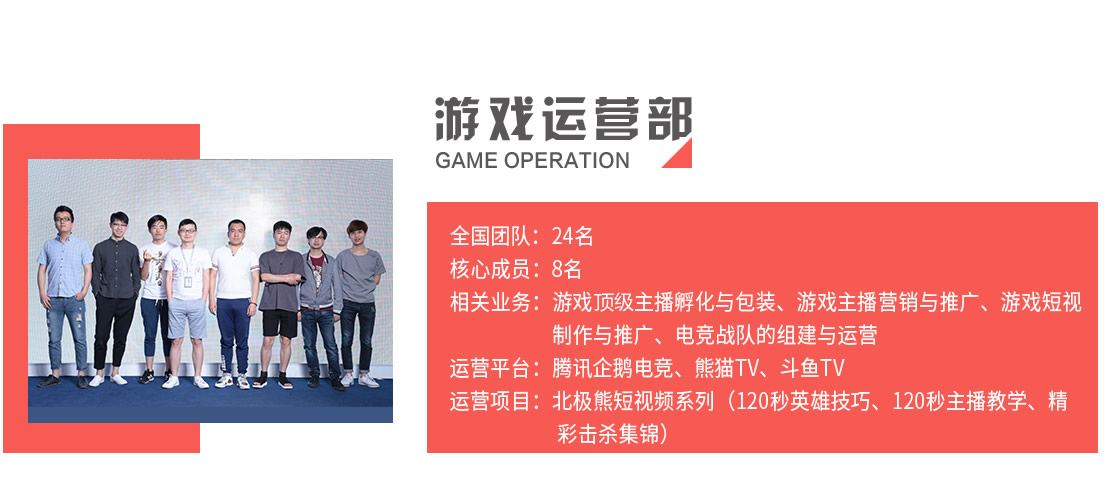 游戏运营部
GAME OPERATION
全国团队：24名
核心成员：8名
相关业务：游戏顶级主播孵化与包装、游戏主播营销与推广、游戏短视
制作与推广、电竞战队的组建与运营
运营平台：腾讯企鹅电竞、熊猫TV、斗鱼TV
运营项目：北极熊短视频系列（120秒英雄技巧、120秒主播教学、精
彩击杀集锦）